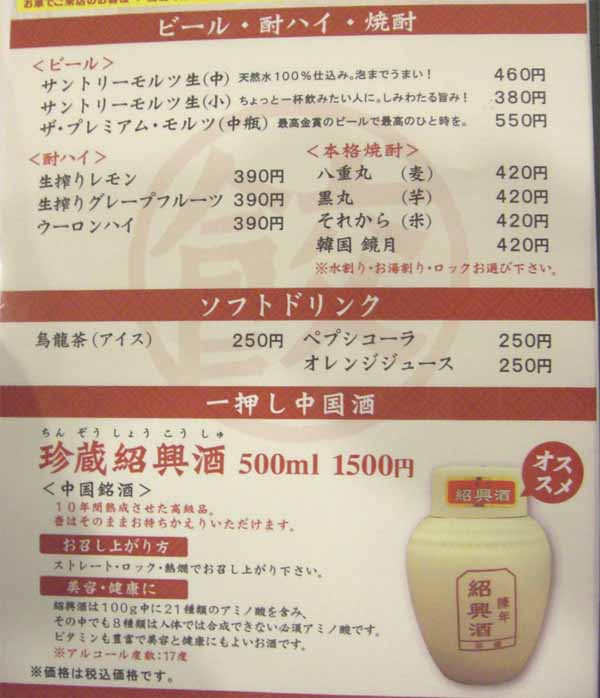 お車でご来店のお客様
ビール・酎ハイ・焼酎
＜ビール＞
サントリーモルツ生(中) 天然水100％仕込み。泡までうまい！ 460円
サントリーモルツ生(小) ちょっと一杯飲みたい人に。しみわたる旨み！ 380円
ザ・プレミアム・モルツ(中瓶) 最高金賞のビールで最高のひと時を。 550円
＜酎ハイ＞
生搾りレモン 390円
生搾りグレープフルーツ 390円
ウーロンハイ 390円
＜本格焼酎＞
八重丸 (麦) 420円
黒丸 (芋) 420円
それから (米) 420円
韓国 鏡月 420円
※水割り・お湯割り・ロックお選び下さい。
ソフトドリンク
烏龍茶(アイス) 250円
ペプシコーラ 250円
オレンジジュース 250円
一押し中国酒
ちん ぞう しょう こう しゅ
珍蔵紹興酒 500ml 1500円
＜中国銘酒＞
10年間熟成させた高級品。
壺はそのままお持ちかえりいただけます。
お召し上がり方
ストレート・ロック・熱燗でお召し上がり下さい。
美容・健康に
紹興酒は100g中に21種類のアミノ酸を含み、
その中でも8種類は人体では合成できない必須アミノ酸です。
ビタミンも豊富で美容と健康にもよいお酒です。
※アルコール度数:17度
※価格は税込価格です。
オススメ
紹興酒
陳年
紹興酒